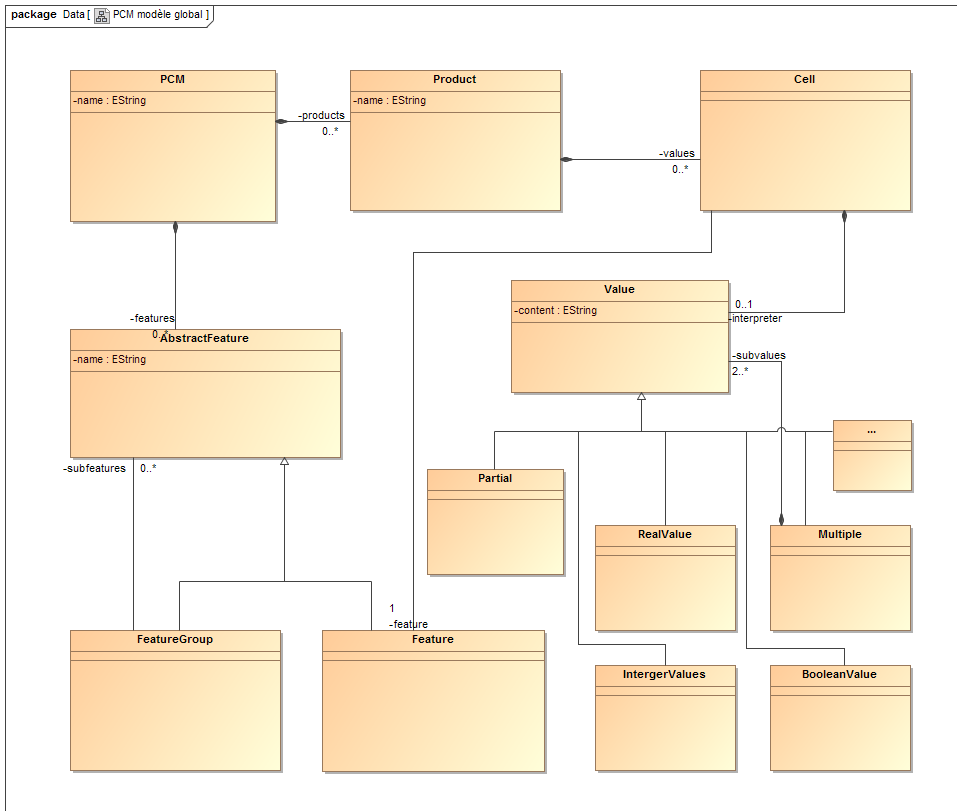 package Data [ PCM modèle global ]
PCM
-name : EString
Product
-name : EString
Cell
-products
0..*
-values
0..*
Value
-content : EString
0..1
-interpreter
-features
0..*
AbstractFeature
-name : EString
-subvalues
2..*
...
-subfeatures
0..*
Partial
RealValue
Multiple
1
-feature
FeatureGroup
Feature
IntergerValues
BooleanValue